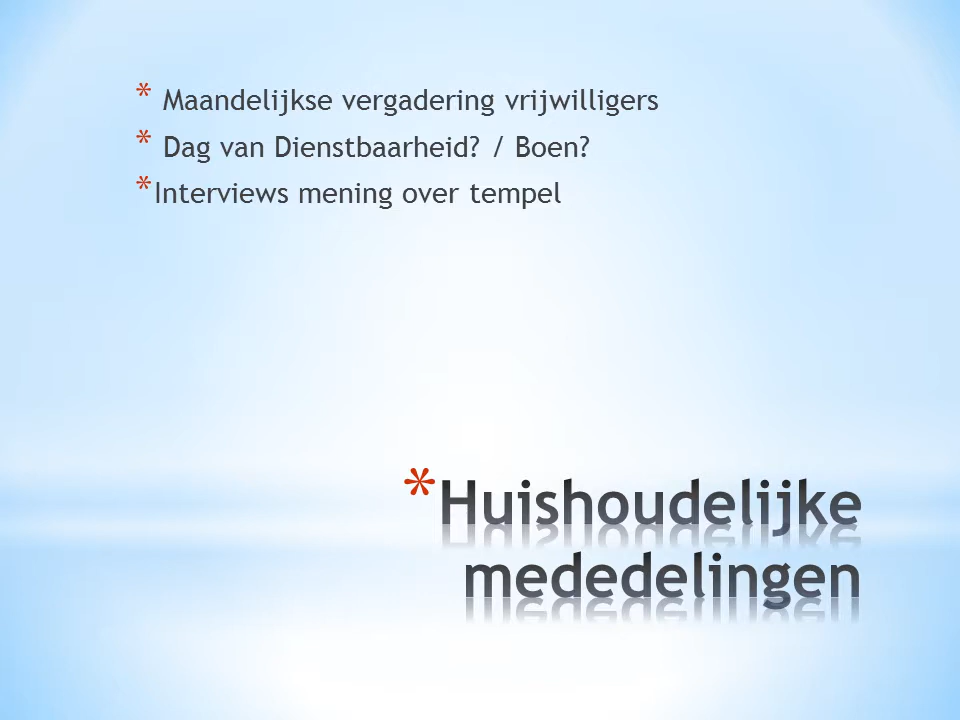 * Maandelijkse vergadering vrijwilligers
* Dag van Dienstbaarheid? / Boen?
* Interviews mening over tempel
* Huishoudelijke
mededelingen